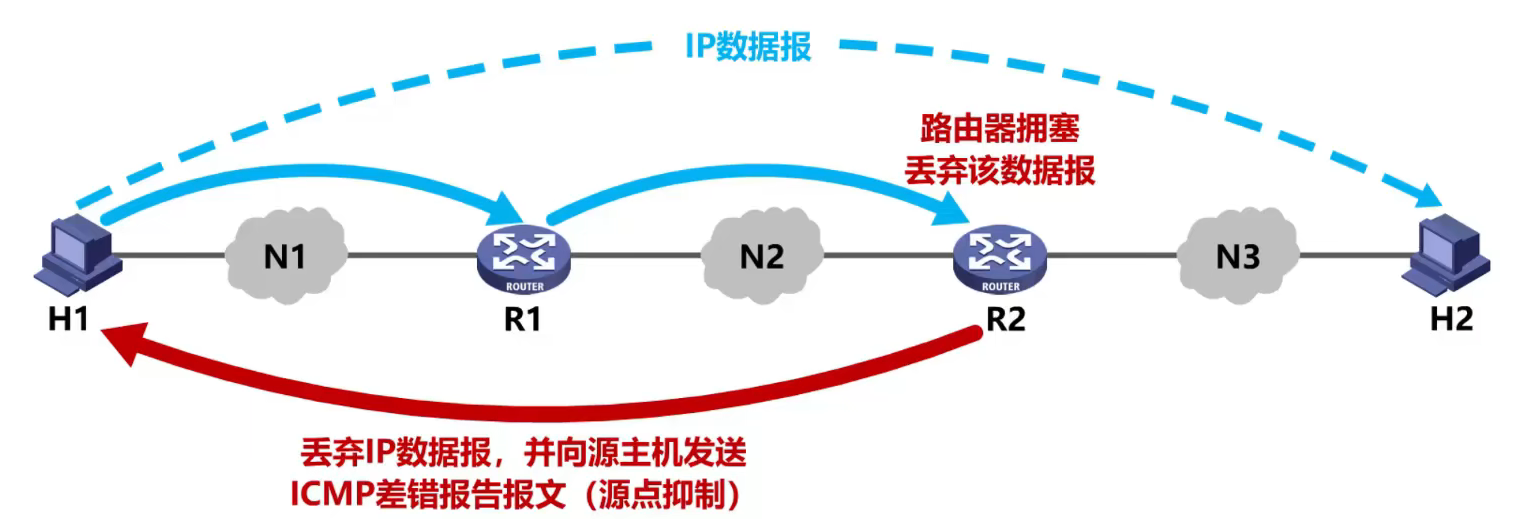 IP数据报
路由器拥塞
丢弃该数据报
N1
N2
N3
ROUTER
ROUTER
H1
R1
R2
H2
丢弃IP数据报，并向源主机发送
ICMP差错报告报文（源点抑制）